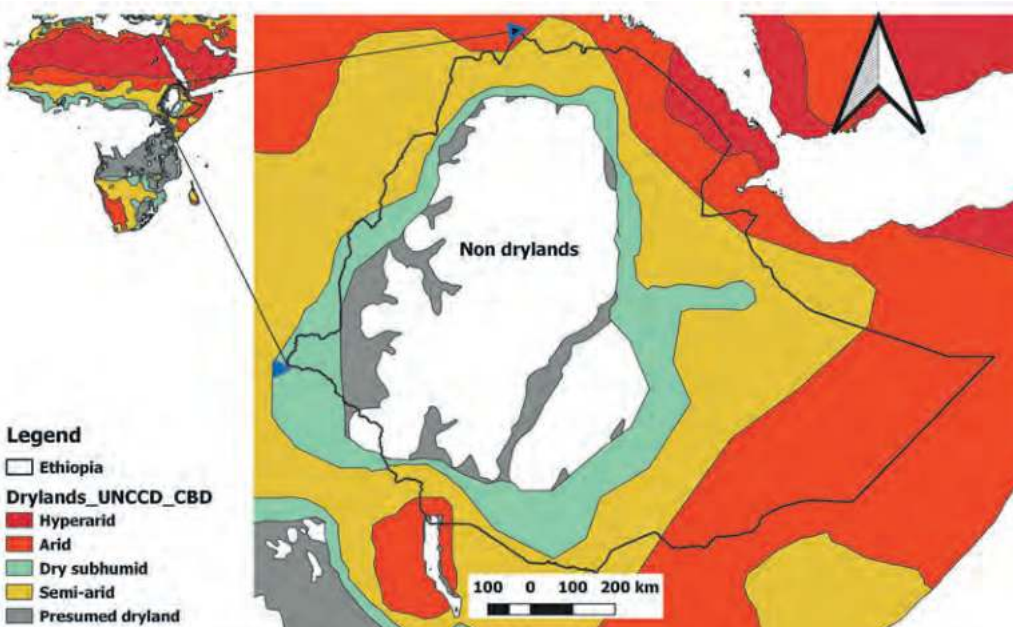 Non drylands
Legend
Ethiopia
Drylands_UNCCD_CBD
Hyperarid
Arid
Dry subhumid
Semi-arid
Presumed dryland
100 0 100 200 km